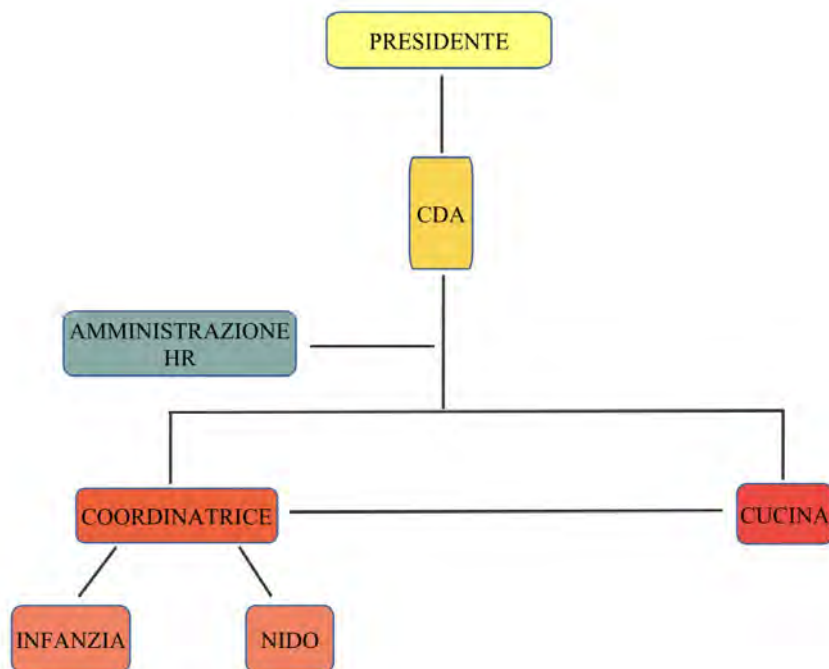 PRESIDENTE
CDA
AMMINISTRAZIONE
HR
COORDINATRICE
CUCINA
INFANZIA
NIDO